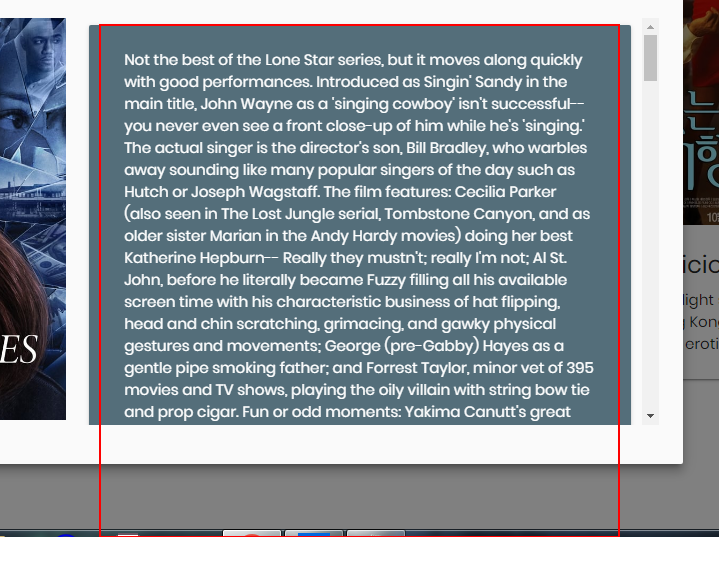 Not the best of the Lone Star series, but it moves along quickly
with good performances. Introduced as Singin' Sandy in the
main title, John Wayne as a 'singing cowboy' isn't successful--
you never even see a front close-up of him while he's 'singing.'
The actual singer is the director's son, Bill Bradley, who warbles
away sounding like many popular singers of the day such as
Hutch or Joseph Wagstaff. The film features: Cecilia Parker
(also seen in The Lost Jungle serial, Tombstone Canyon, and as
older sister Marian in the Andy Hardy movies) doing her best
Katherine Hepburn-- Really they mustn't; really I'm not; Al St.
John, before he literally became Fuzzy filling all his available
screen time with his characteristic business of hat flipping,
head and chin scratching, grimacing, and gawky physical
gestures and movements; George (pre-Gabby) Hayes as a
gentle pipe smoking father; and Forrest Taylor, minor vet of 395
movies and TV shows, playing the oily villain with string bow tie
and prop cigar. Fun or odd moments: Yakima Canutt's great
ES
icio
light
Kon
eroti